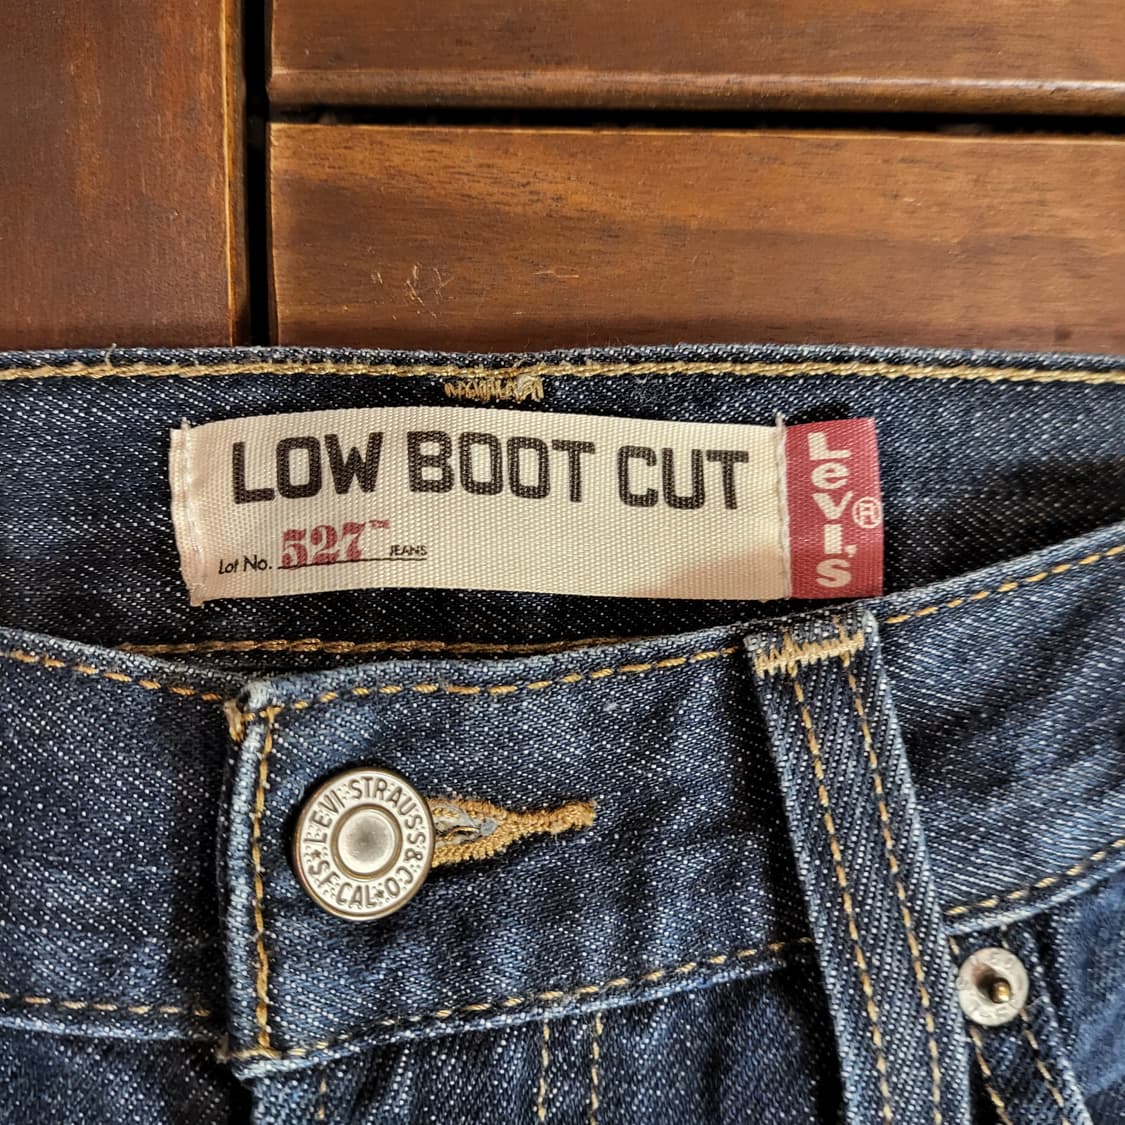 LOW BOOT CUT
Lot No. 527™ JEANS
Levi's®
LEVI STRAUSS & CO
S.F. CAL